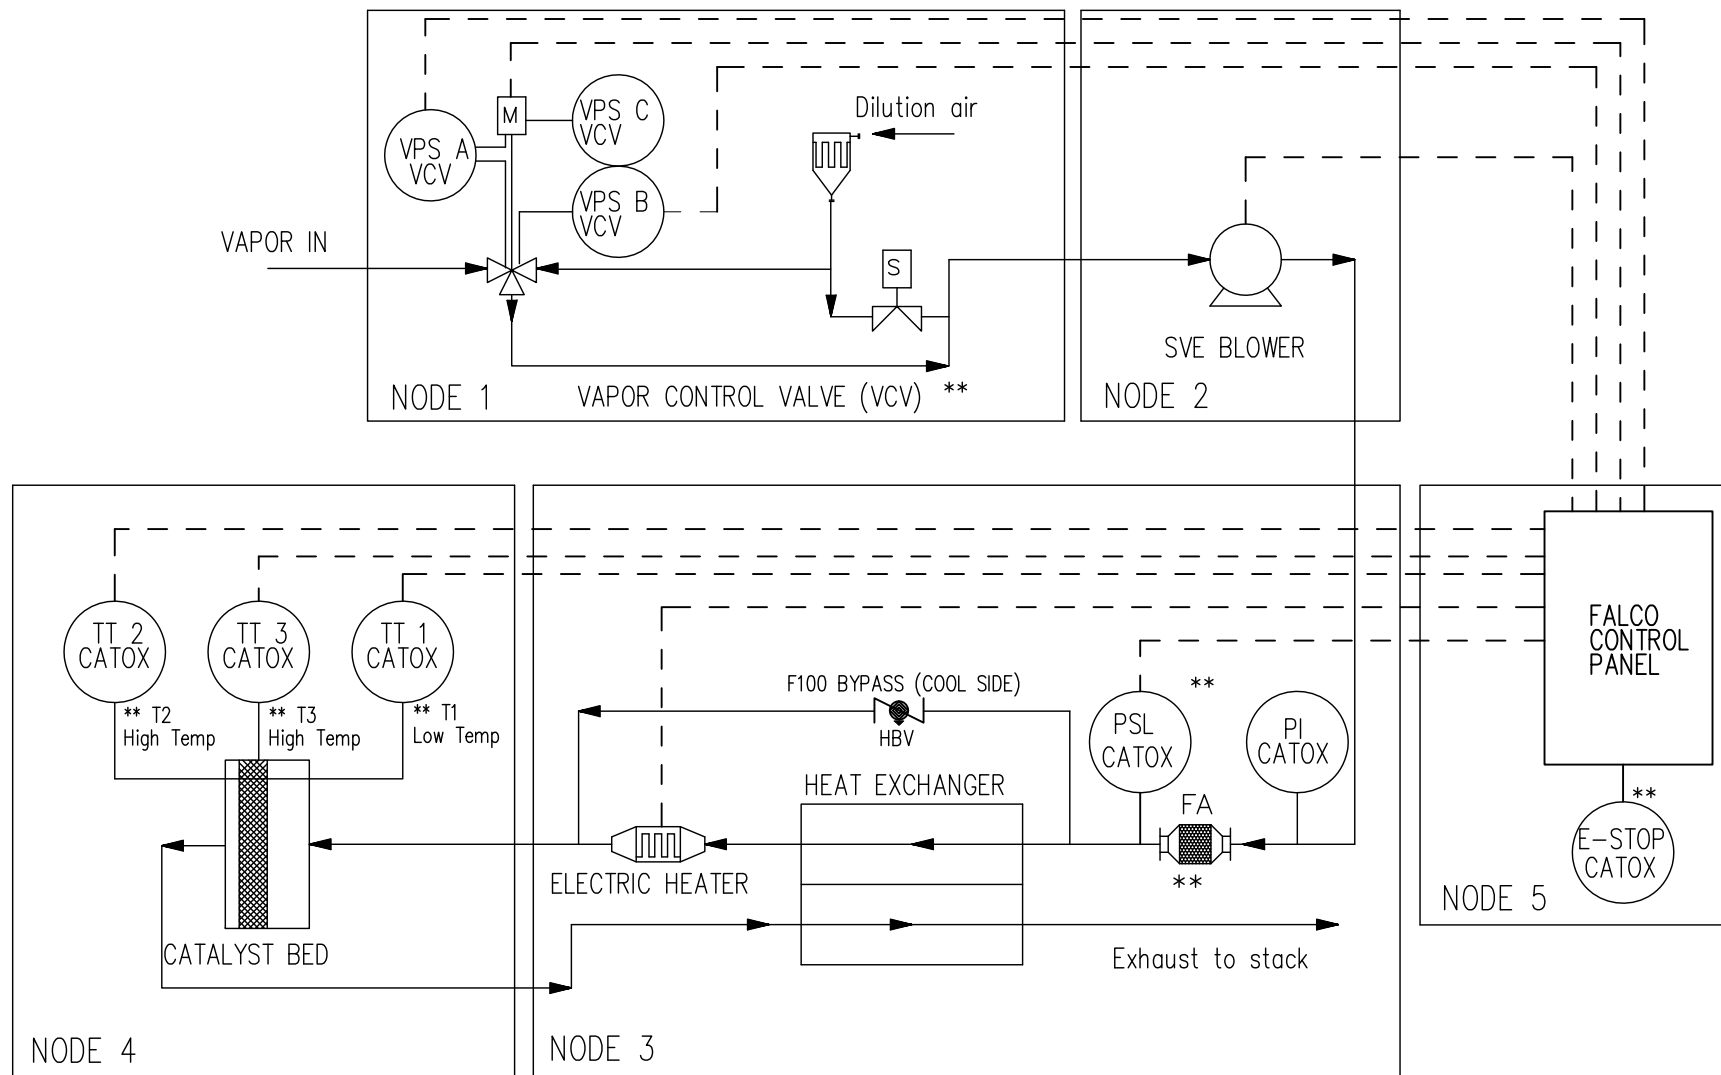 M
VPS C
VCV
VPS A
VCV
VPS B
VCV
Dilution air
VAPOR IN
S
SVE BLOWER
NODE 1
VAPOR CONTROL VALVE (VCV) **
NODE 2
TT 2
CATOX
TT 3
CATOX
TT 1
CATOX
** T2
High Temp
** T3
High Temp
** T1
Low Temp
F100 BYPASS (COOL SIDE)
HBV
**
PSL
CATOX
PI
CATOX
FALCO
CONTROL
PANEL
HEAT EXCHANGER
FA
**
**
E-STOP
CATOX
ELECTRIC HEATER
CATALYST BED
Exhaust to stack
NODE 5
NODE 4
NODE 3